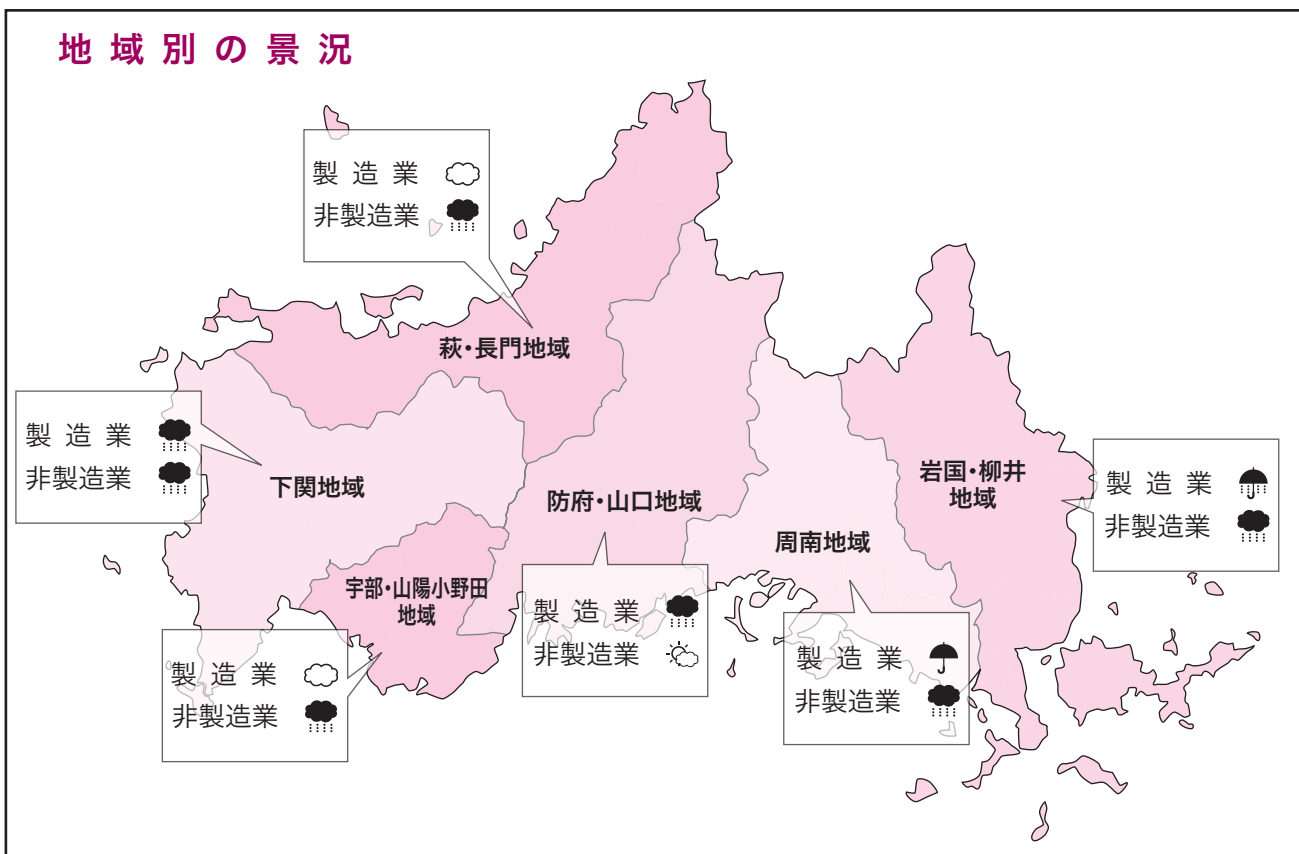 地域別の景況
製造業
非製造業
萩・長門地域
製造業
非製造業
下関地域
防府・山口地域
岩国・柳井
地域
製造業
非製造業
周南地域
宇部・山陽小野田
地域
製造業
非製造業
製造業
非製造業
製造業
非製造業